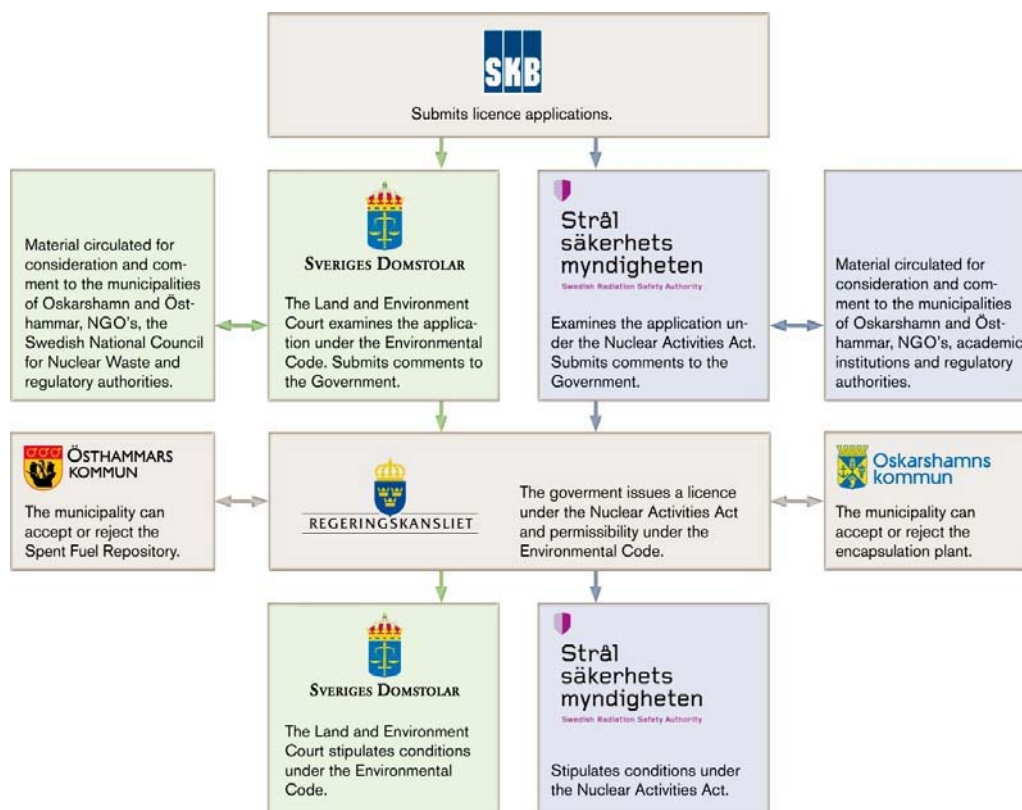 SKB
Submits licence applications.
Material circulated for
consideration and com-
ment to the municipalities
of Oskarshamn and Öst-
hammar, NGO's, the
Swedish National Council
for Nuclear Waste and
regulatory authorities.
SVERIGES DOMSTOLAR
The Land and Environment
Court examines the applica-
tion under the Environmental
Code. Submits comments to
the Government.
Strål
säkerhets
myndigheten
Swedish Radiation Safety Authority
Examines the application un-
der the Nuclear Activities Act.
Submits comments to the
Government.
Material circulated for
consideration and com-
ment to the municipalities
of Oskarshamn and Öst-
hammar, NGO's, academic
institutions and regulatory
authorities.
ÖSTHAMMARS
KOMMUN
The municipality can
accept or reject the
Spent Fuel Repository.
REGERINGSKANSLIET
The goverment issues a licence
under the Nuclear Activities Act
and permissibility under the
Environmental Code.
Oskarshamns
kommun
The municipality can
accept or reject the
encapsulation plant.
SVERIGES DOMSTOLAR
The Land and Environment
Court stipulates conditions
under the Environmental
Code.
Strål
säkerhets
myndigheten
Swedish Radiation Safety Authority
Stipulates conditions under
the Nuclear Activities Act.